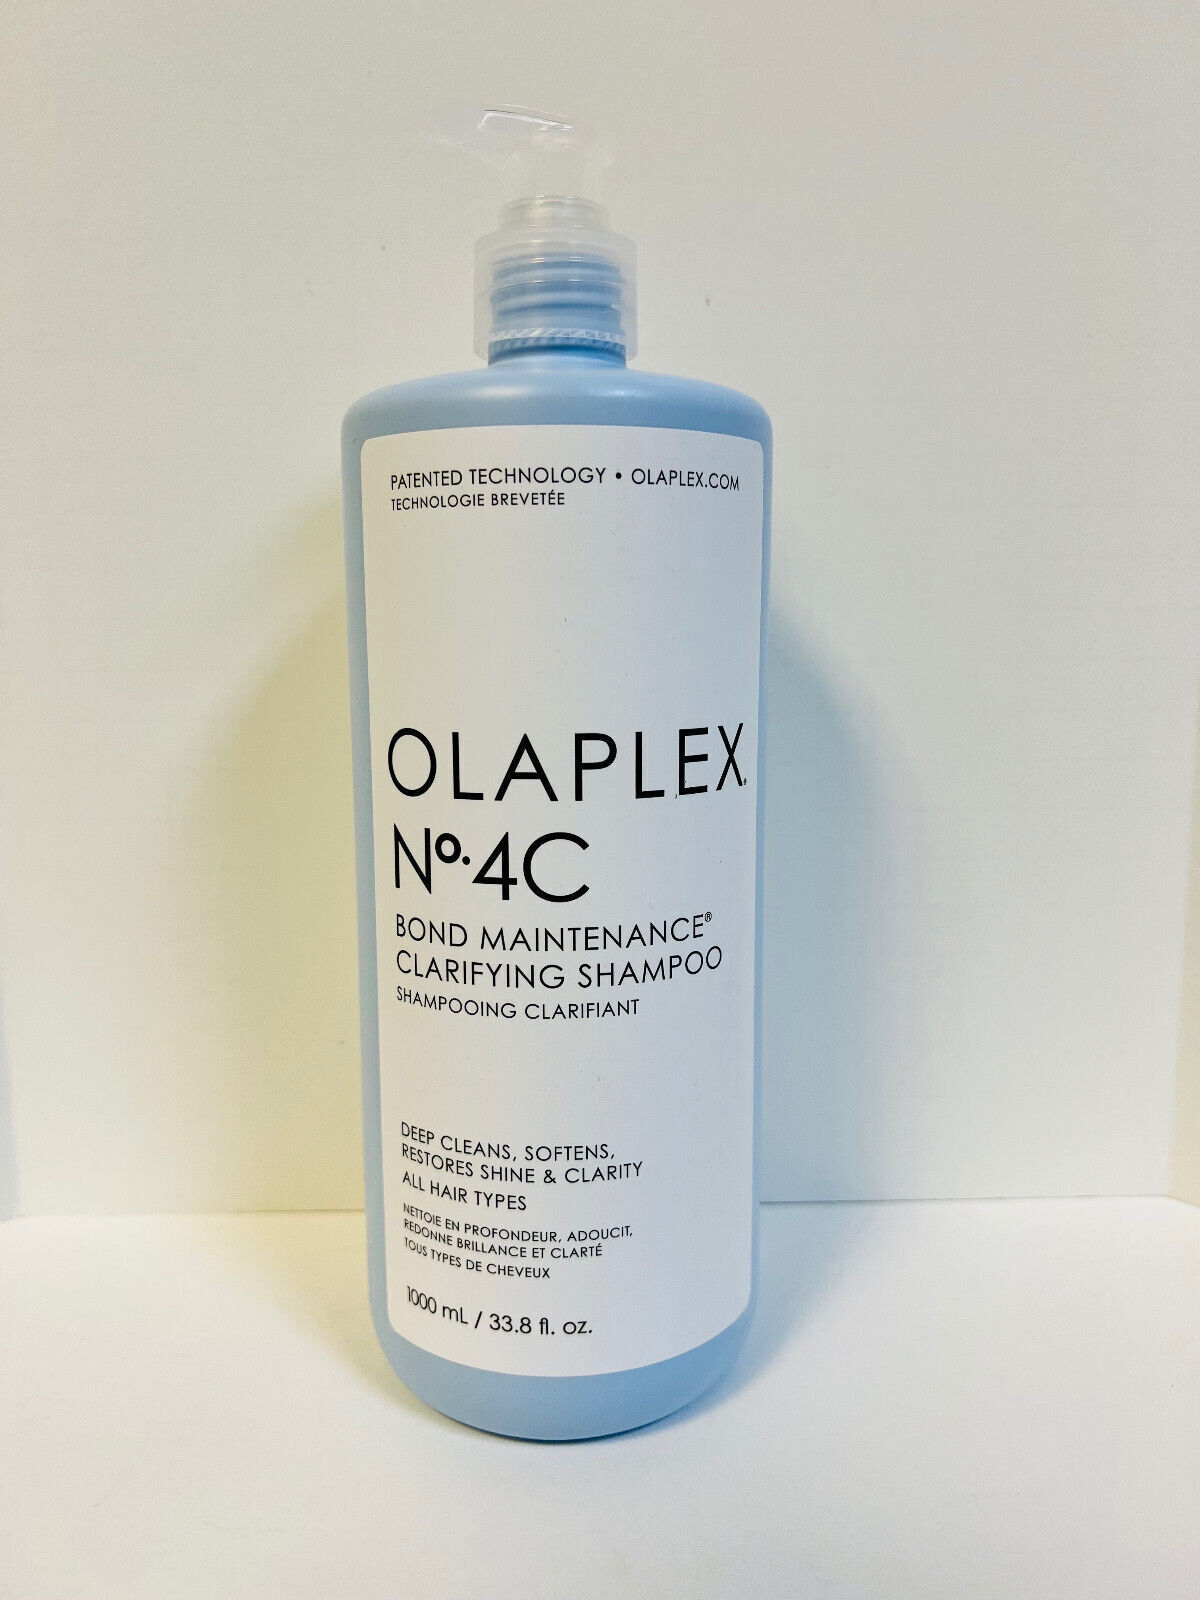 PATENTED TECHNOLOGY • OLAPLEX.COM
TECHNOLOGIE BREVETÉE
OLAPLEX®
Nº.4C
BOND MAINTENANCE®
CLARIFYING SHAMPOO
SHAMPOOING CLARIFIANT
DEEP CLEANS, SOFTENS,
RESTORES SHINE & CLARITY
ALL HAIR TYPES
NETTOIE EN PROFONDEUR, ADOUCIT,
REDONNE BRILLANCE ET CLARTÉ
TOUS TYPES DE CHEVEUX
1000 mL / 33.8 fl. oz.